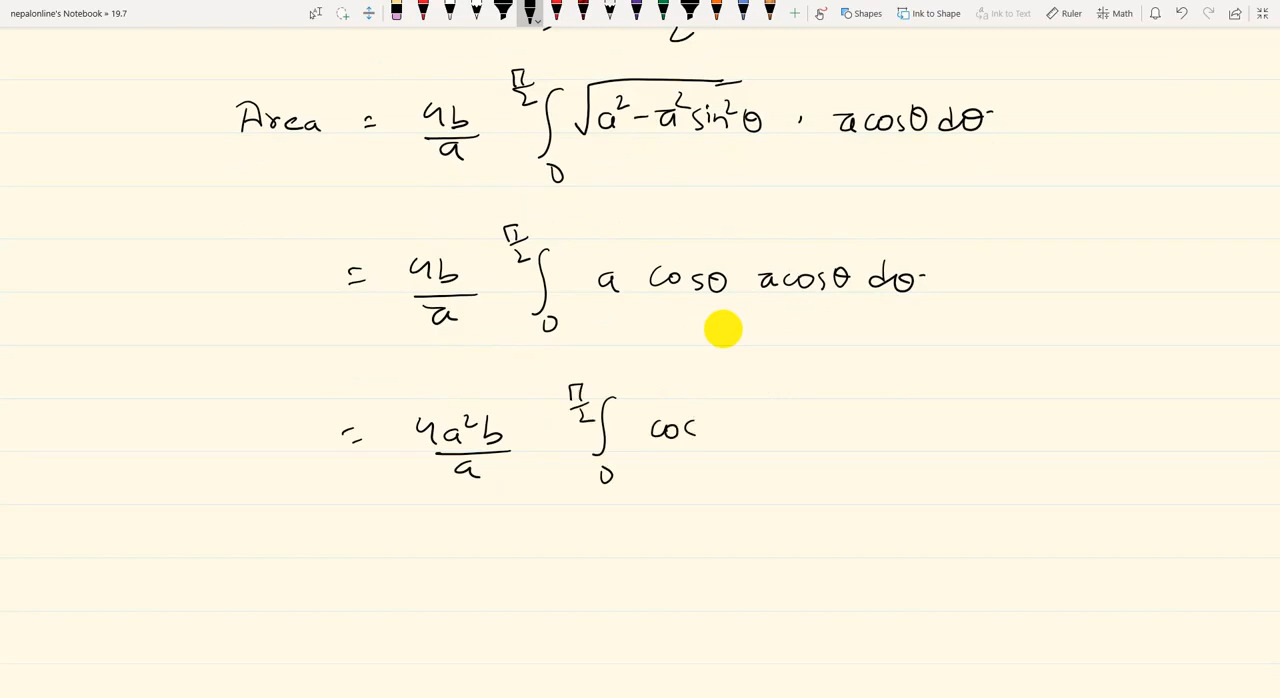 nepalonline's Notebook » 19.7
Shapes Ink to Shape Ink to Text Ruler Math
Area = 4b/a ∫₀^(π/2) √(a² - a² sin²θ) . a cosθ dθ
= 4b/a ∫₀^(π/2) a cosθ a cosθ dθ
= 4a²b/a ∫₀^(π/2) cos